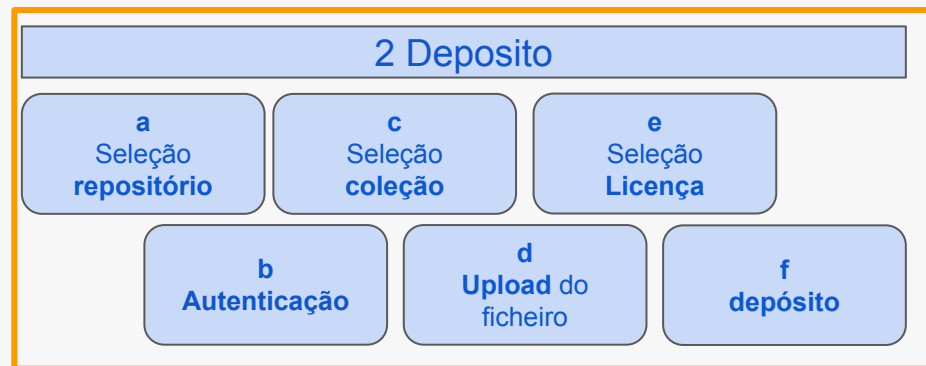 2 Deposito
a
Seleção
repositório
b
Autenticação
c
Seleção
coleção
d
Upload do
ficheiro
e
Seleção
Licença
f
depósito